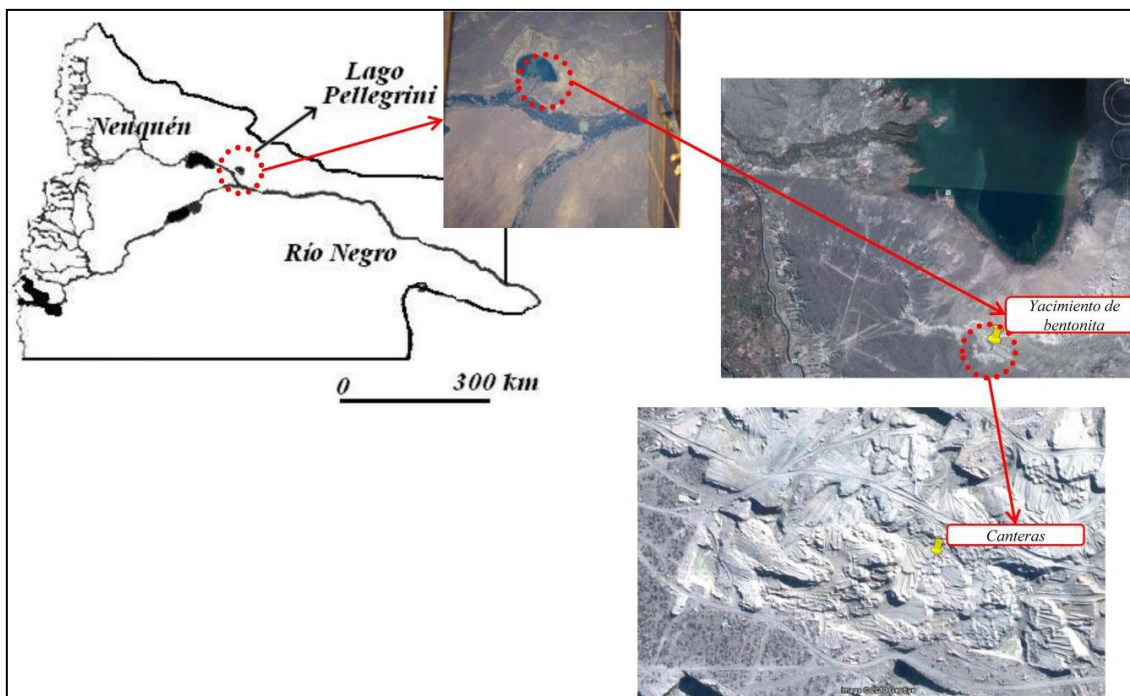 Lago
Pellegrini
Neuquén
Río Negro
0 300 km
Yacimiento de
bentonita
Canteras